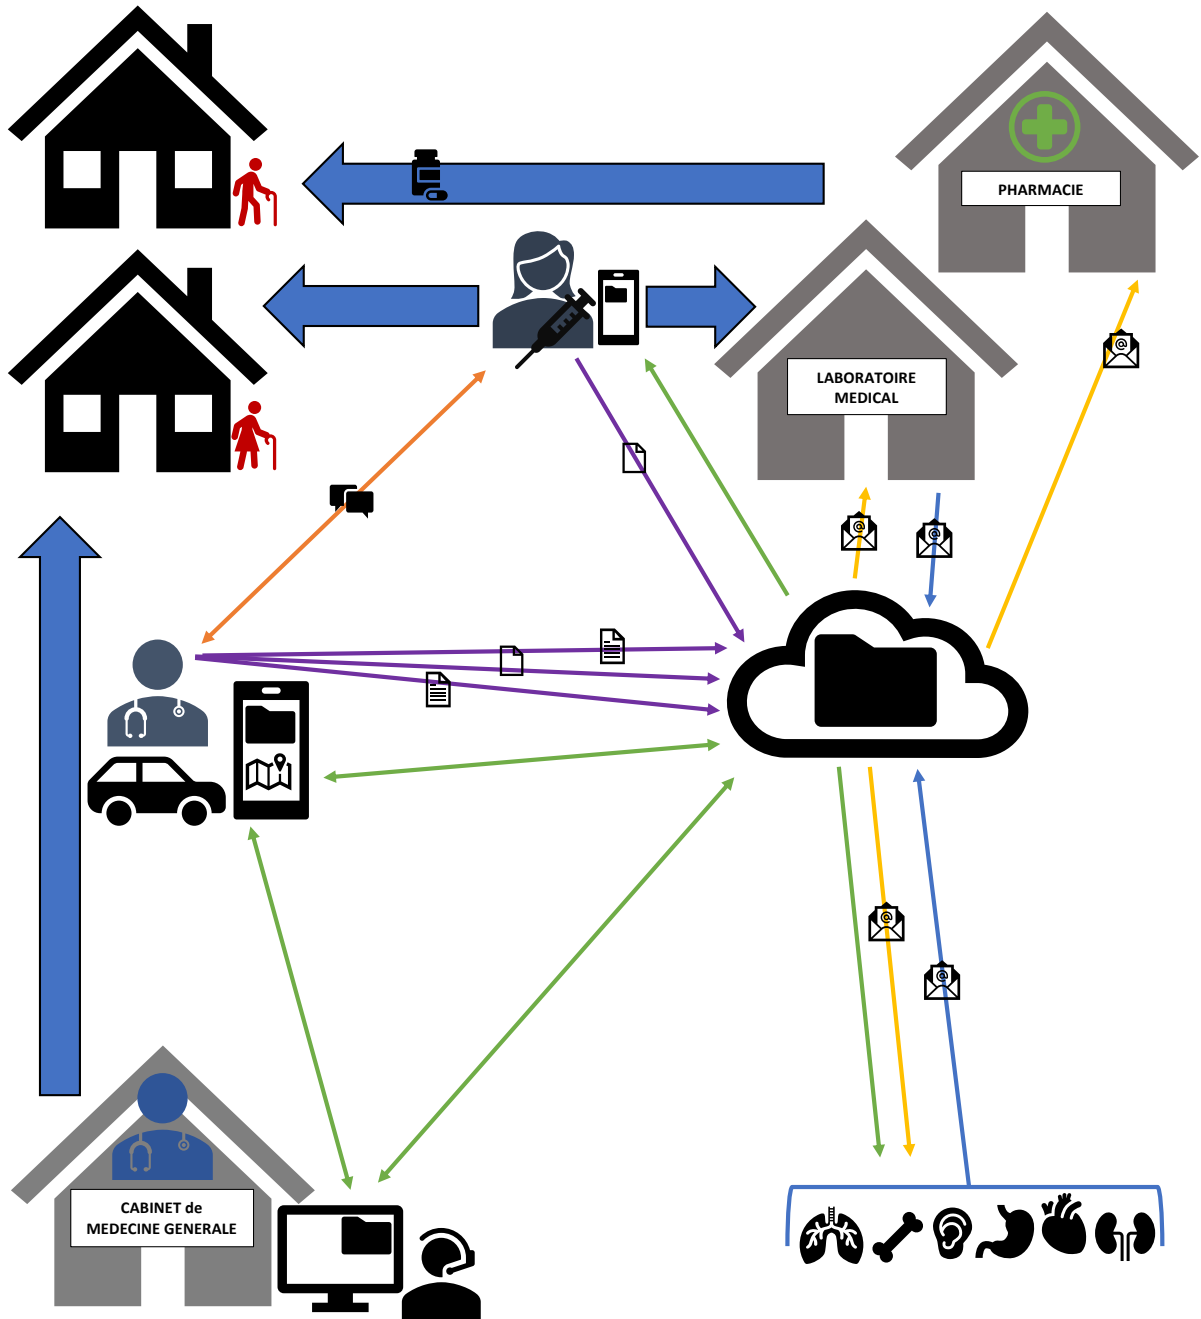 PHARMACIE
LABORATOIRE
MEDICAL
@
@
@
@
@
CABINET de
MEDECINE GENERALE